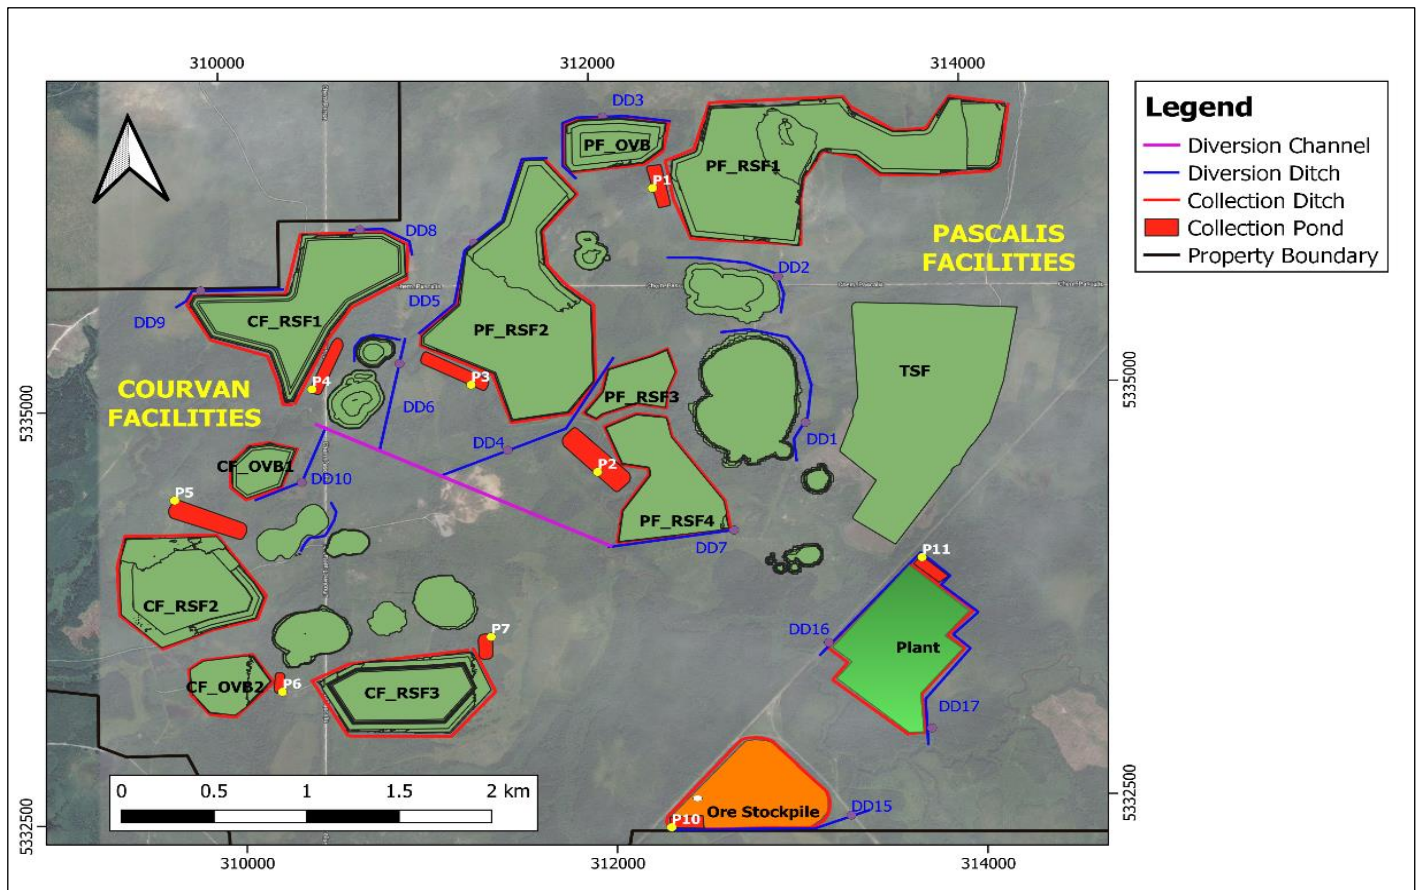 310000
312000
314000
Legend
Diversion Channel
Diversion Ditch
Collection Ditch
Collection Pond
Property Boundary
DD3
PF_OVB
PF_RSF1
P1
PASCALIS
FACILITIES
DD8
DD2
DD5
DD9
CF_RSF1
PF_RSF2
TSF
P4
P3
COURVAN
FACILITIES
DD6
PF_RSF3
5335000
5335000
DD4
DD1
CF_OVB1
P2
DD10
P5
PF_RSF4
DD7
P11
CF_RSF2
P7
DD16
Plant
CF_OVB2
P6
CF_RSF3
DD17
0
0.5
1
1.5
2 km
Ore Stockpile
DD15
P10
5332500
5332500
310000
312000
314000